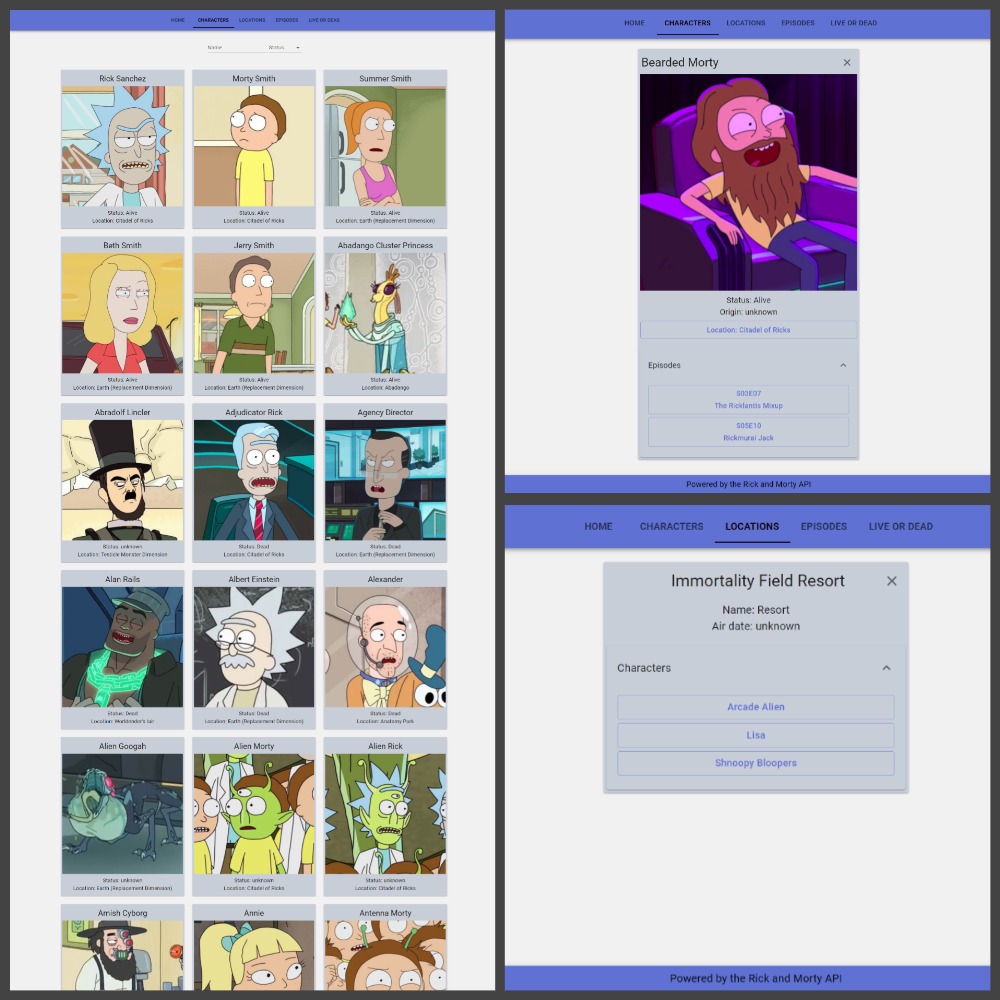 HOME CHARACTERS LOCATIONS EPISODES LIVE OR DEAD
Name Status
Rick Sanchez
Status: Alive
Location: Citadel of Ricks
Morty Smith
Status: Alive
Location: Citadel of Ricks
Summer Smith
Status: Alive
Location: Earth (Replacement Dimension)
Beth Smith
Status: Alive
Location: Earth (Replacement Dimension)
Jerry Smith
Status: Alive
Location: Earth (Replacement Dimension)
Abadango Cluster Princess
Status: Alive
Location: Abadango
Abradolf Lincler
Status: unknown
Location: Testicle Monster Dimension
Adjudicator Rick
Status: Dead
Location: Citadel of Ricks
Agency Director
Status: Dead
Location: Earth (Replacement Dimension)
Alan Rails
Status: Dead
Location: Worldender's lair
Albert Einstein
Status: Dead
Location: Earth (Replacement Dimension)
Alexander
Status: Dead
Location: Anatomy Park
Alien Googah
Status: unknown
Location: Earth (Replacement Dimension)
Alien Morty
Status: unknown
Location: Citadel of Ricks
Alien Rick
Status: unknown
Location: Citadel of Ricks
Amish Cyborg
Annie
Antenna Morty
HOME CHARACTERS LOCATIONS EPISODES LIVE OR DEAD
Bearded Morty
Status: Alive
Origin: unknown
Location: Citadel of Ricks
Episodes
S03E07
The Ricklantis Mixup
S05E10
Rickmurai Jack
Powered by the Rick and Morty API
HOME CHARACTERS LOCATIONS EPISODES LIVE OR DEAD
Immortality Field Resort
Name: Resort
Air date: unknown
Characters
Arcade Alien
Lisa
Shnoopy Bloopers
Powered by the Rick and Morty API